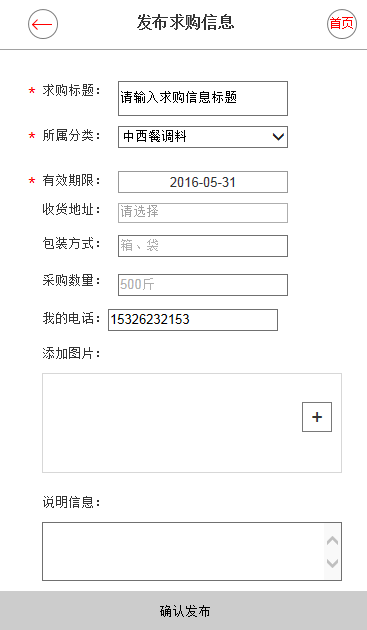 发布求购信息 首页
* 求购标题： 请输入求购信息标题
* 所属分类： 中西餐调料
* 有效期限： 2016-05-31
收货地址： 请选择
包装方式： 箱、袋
采购数量： 500斤
我的电话： 15326232153
添加图片：
+
说明信息：
确认发布